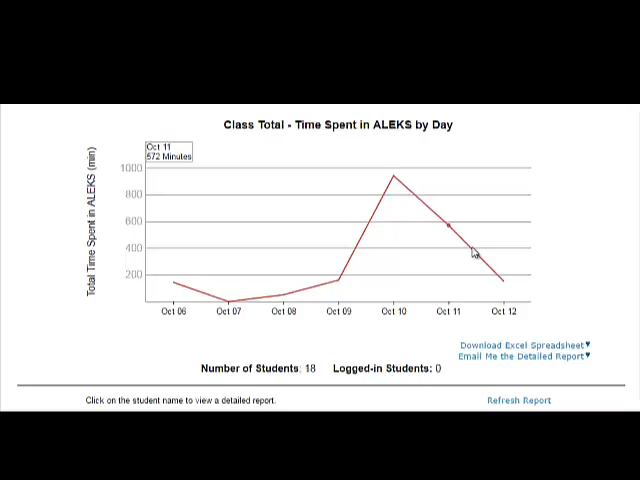 Class Total - Time Spent in ALEKS by Day
Oct 11
572 Minutes
Total Time Spent in ALEKS (min)
1000
800
600
400
200
Oct 06 Oct 07 Oct 08 Oct 09 Oct 10 Oct 11 Oct 12
Download Excel Spreadsheet
Email Me the Detailed Report
Number of Students: 18 Logged-in Students: 0
Click on the student name to view a detailed report. Refresh Report